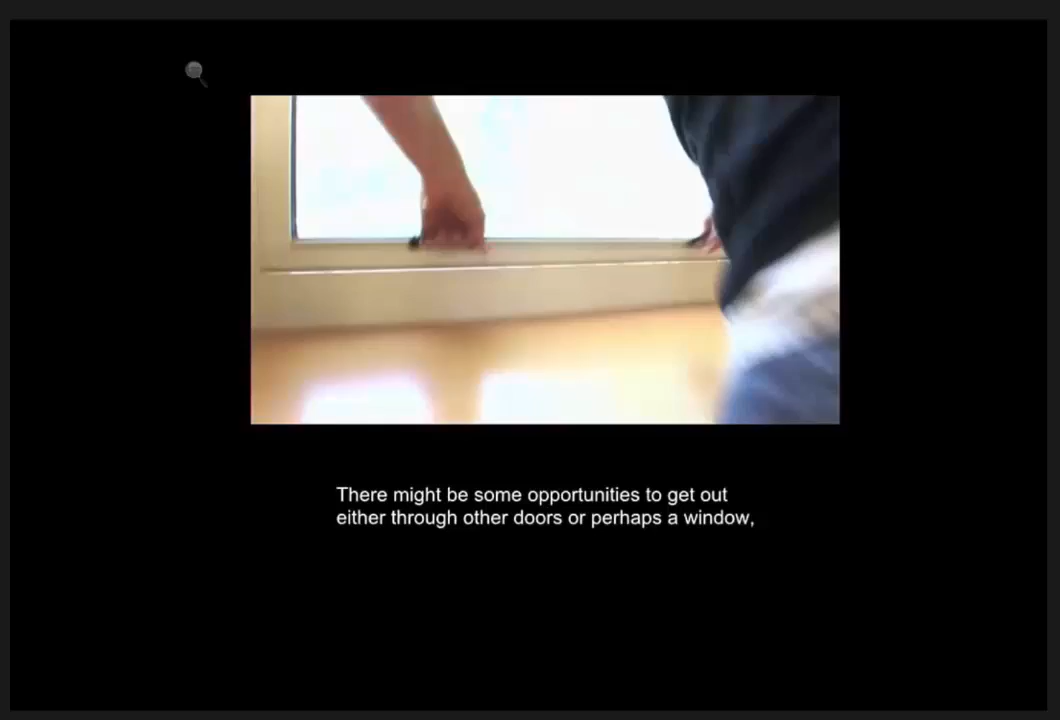 There might be some opportunities to get out
either through other doors or perhaps a window,